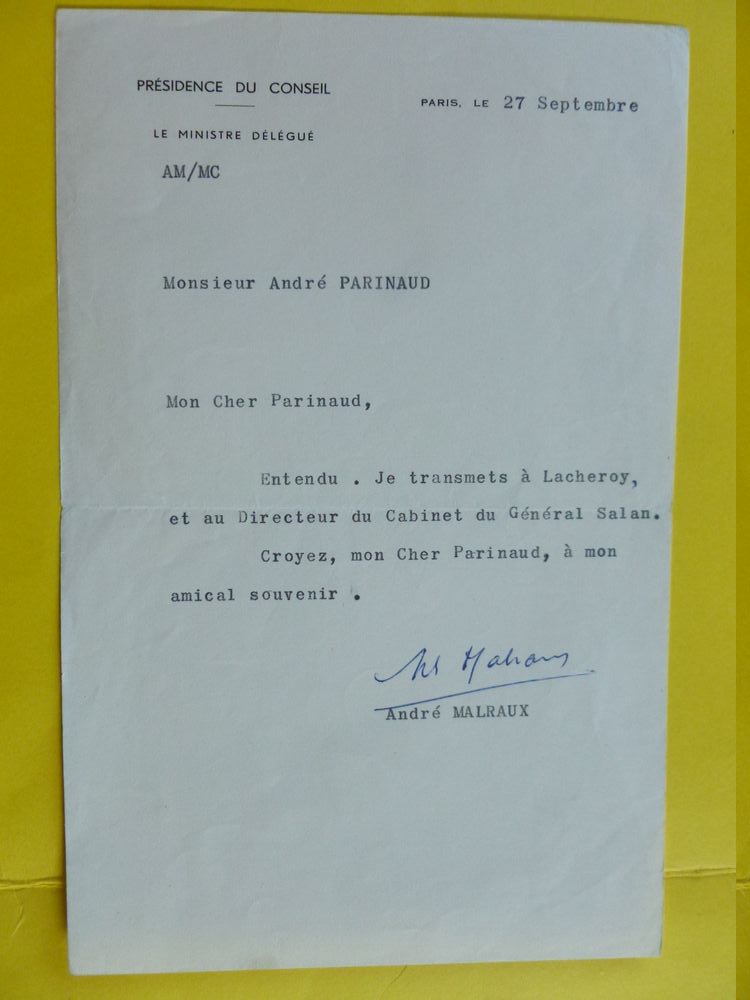 PRÉSIDENCE DU CONSEIL
PARIS, LE 27 Septembre
LE MINISTRE DÉLÉGUÉ
AM/MC
Monsieur André PARINAUD
Mon Cher Parinaud,
Entendu . Je transmets à Lacheroy,
et au Directeur du Cabinet du Général Salan.
Croyez, mon Cher Parinaud, à mon
amical souvenir .
André MALRAUX